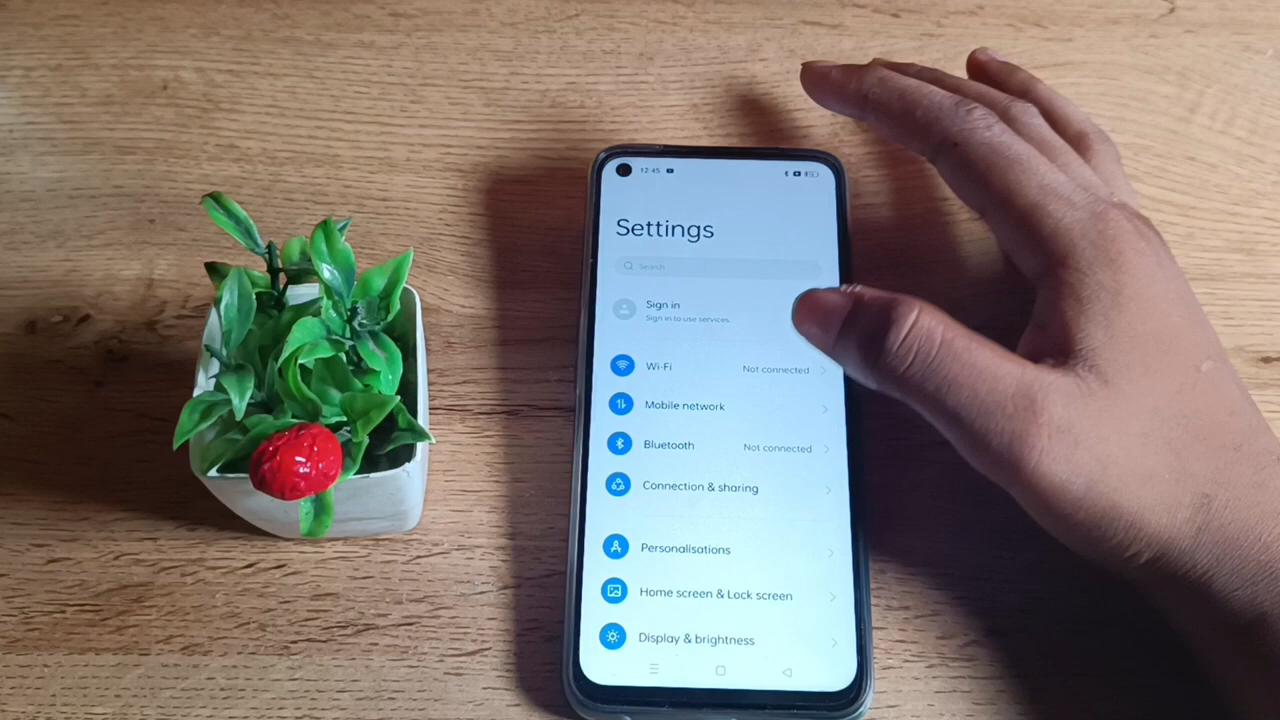 12:45
Settings
Search
Sign in
Sign in to use services.
Wi-Fi
Not connected
Mobile network
Bluetooth
Not connected
Connection & sharing
Personalisations
Home screen & Lock screen
Display & brightness